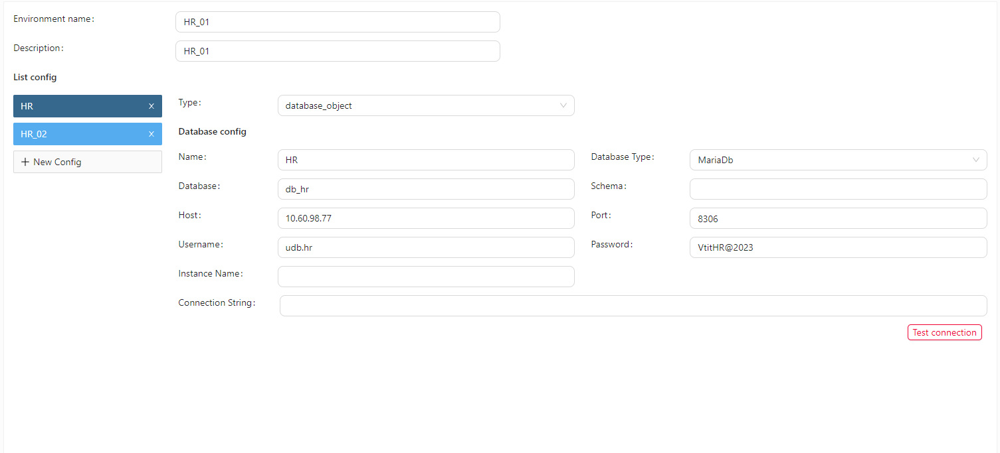 Environment name:
HR_01
Description:
HR_01
List config
HR
HR_02
New Config
Type:
database_object
Database config
Name:
HR
Database Type:
MariaDb
Database:
db_hr
Schema:
Host:
10.60.98.77
Port:
8306
Username:
udb.hr
Password:
VtitHR@2023
Instance Name:
Connection String:
Test connection